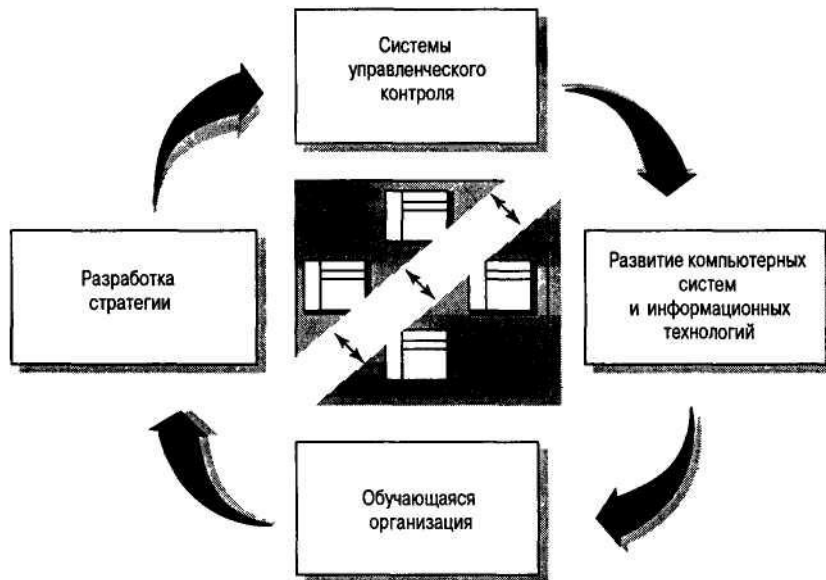 Системы
управленческого
контроля
Разработка
стратегии
Развитие компьютерных
систем
и информационных
технологий
Обучающаяся
организация